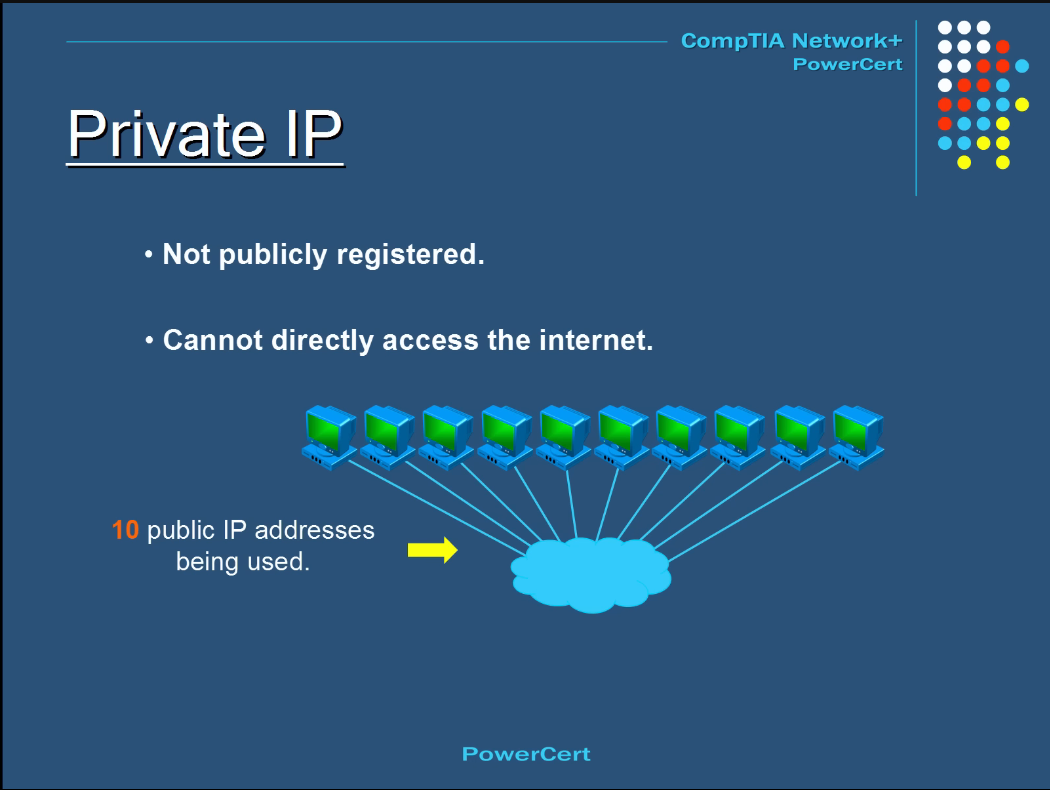 CompTIA Network+
PowerCert
Private IP
• Not publicly registered.
• Cannot directly access the internet.
10 public IP addresses
being used.
PowerCert